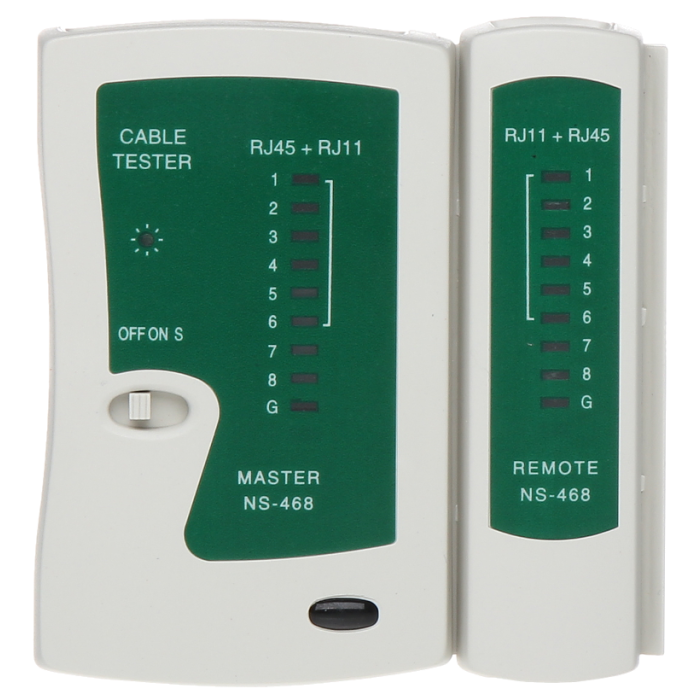 CABLE
TESTER
RJ45 + RJ11
1
2
3
4
5
6
7
8
G
OFF ON S
MASTER
NS-468
RJ11 + RJ45
1
2
3
4
5
6
7
8
G
REMOTE
NS-468